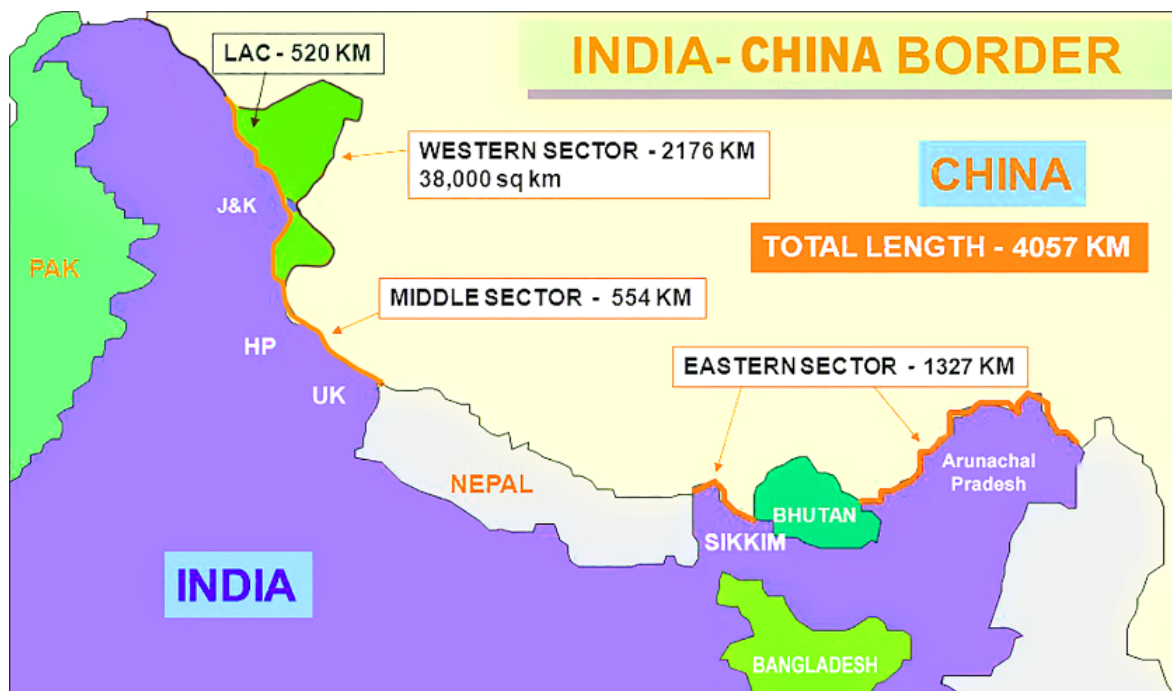 INDIA- CHINA BORDER
LAC - 520 KM
WESTERN SECTOR - 2176 KM
38,000 sq km
CHINA
J&K
TOTAL LENGTH - 4057 KM
PAK
MIDDLE SECTOR - 554 KM
HP
EASTERN SECTOR - 1327 KM
UK
Arunachal
Pradesh
NEPAL
BHUTAN
SIKKIM
INDIA
BANGLADESH